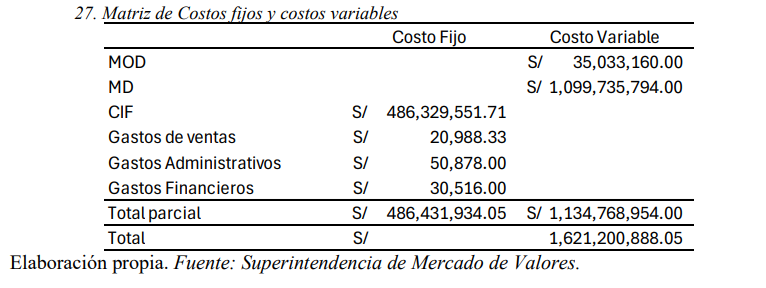 27. Matriz de Costos fijos y costos variables
Costo Fijo Costo Variable
MOD S/ 35,033,160.00
MD S/ 1,099,735,794.00
CIF S/ 486,329,551.71
Gastos de ventas S/ 20,988.33
Gastos Administrativos S/ 50,878.00
Gastos Financieros S/ 30,516.00
Total parcial S/ 486,431,934.05 S/ 1,134,768,954.00
Total S/ 1,621,200,888.05
Elaboración propia. Fuente: Superintendencia de Mercado de Valores.